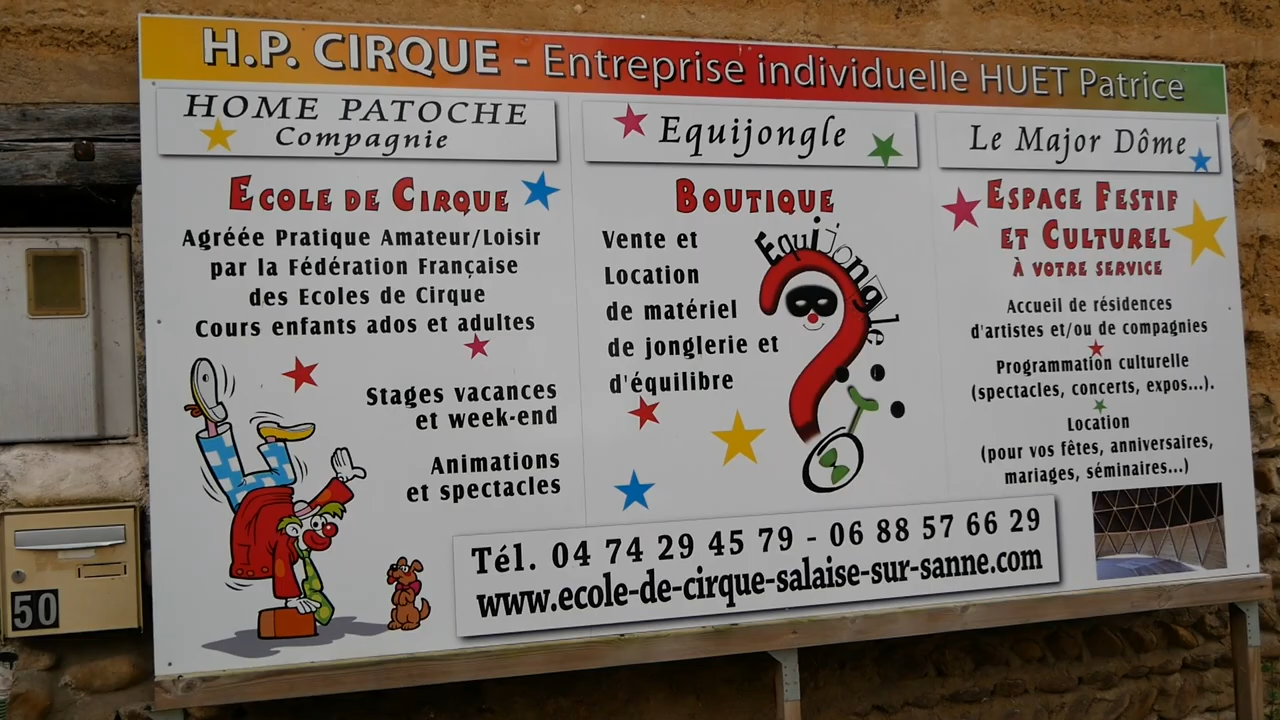 H.P. CIRQUE - Entreprise individuelle HUET Patrice
HOME PATOCHE
Compagnie
ECOLE DE CIRQUE
Agréée Pratique Amateur/Loisir
par la Fédération Française
des Ecoles de Cirque
Cours enfants ados et adultes
Stages vacances
et week-end
Animations
et spectacles
Equijongle
BOUTIQUE
Vente et
Location
de matériel
de jonglerie et
d'équilibre
Equijongle
Le Major Dôme
ESPACE FESTIF
ET CULTUREL
À VOTRE SERVICE
Accueil de résidences
d'artistes et/ou de compagnies
Programmation culturelle
(spectacles, concerts, expos...).
Location
(pour vos fêtes, anniversaires,
mariages, séminaires...)
Tél. 04 74 29 45 79 - 06 88 57 66 29
www.ecole-de-cirque-salaise-sur-sanne.com
50